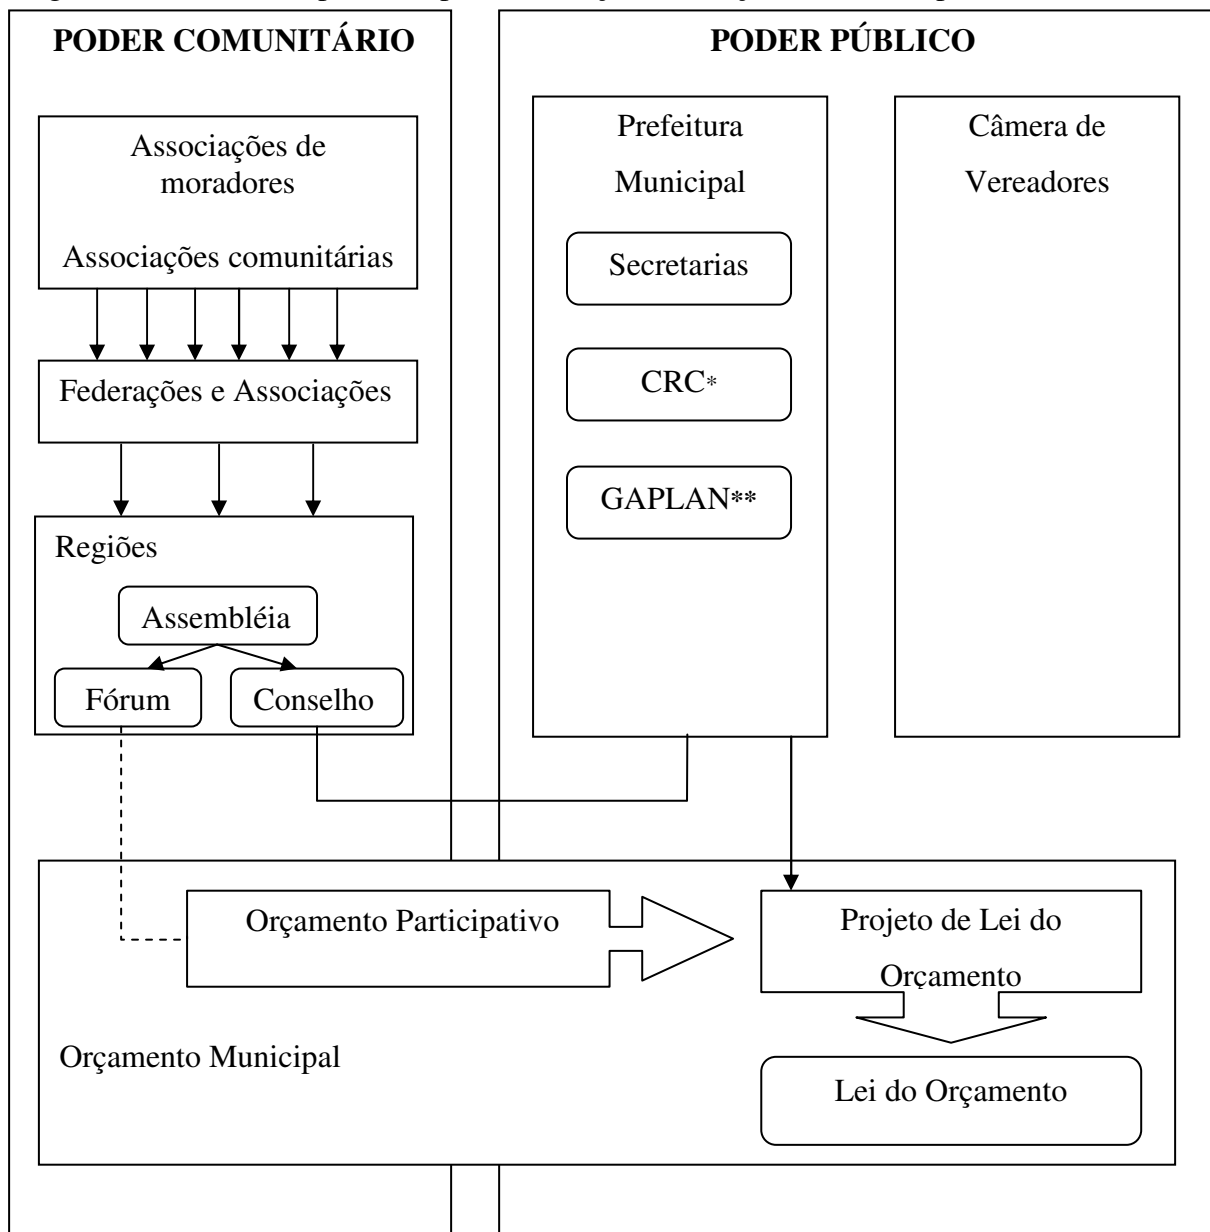 PODER COMUNITÁRIO
Associações de
moradores
Associações comunitárias
Federações e Associações
Regiões
Assembléia
Fórum
Conselho
PODER PÚBLICO
Prefeitura
Municipal
Secretarias
CRC*
GAPLAN**
Câmera de
Vereadores
Orçamento Participativo
Projeto de Lei do
Orçamento
Orçamento Municipal
Lei do Orçamento